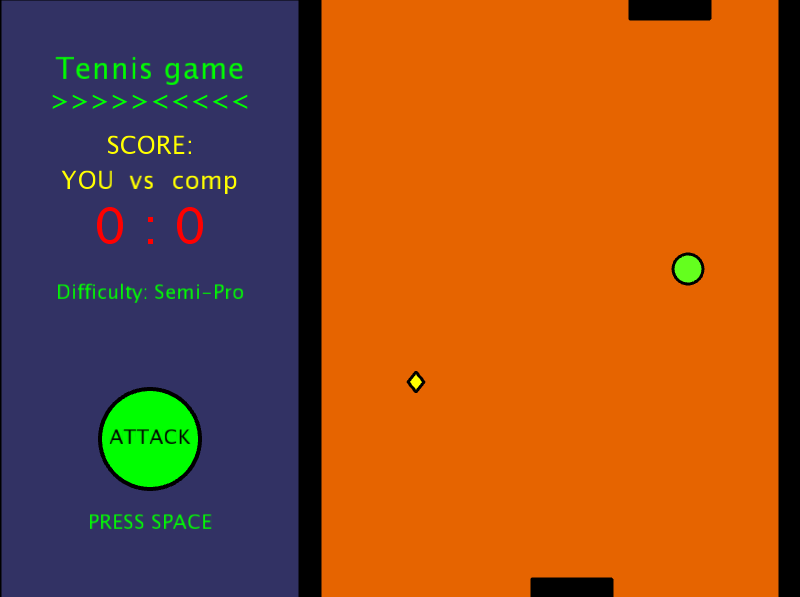 Tennis game
>>>>><<<<<
SCORE:
YOU vs comp
0 : 0
Difficulty: Semi-Pro
ATTACK
PRESS SPACE